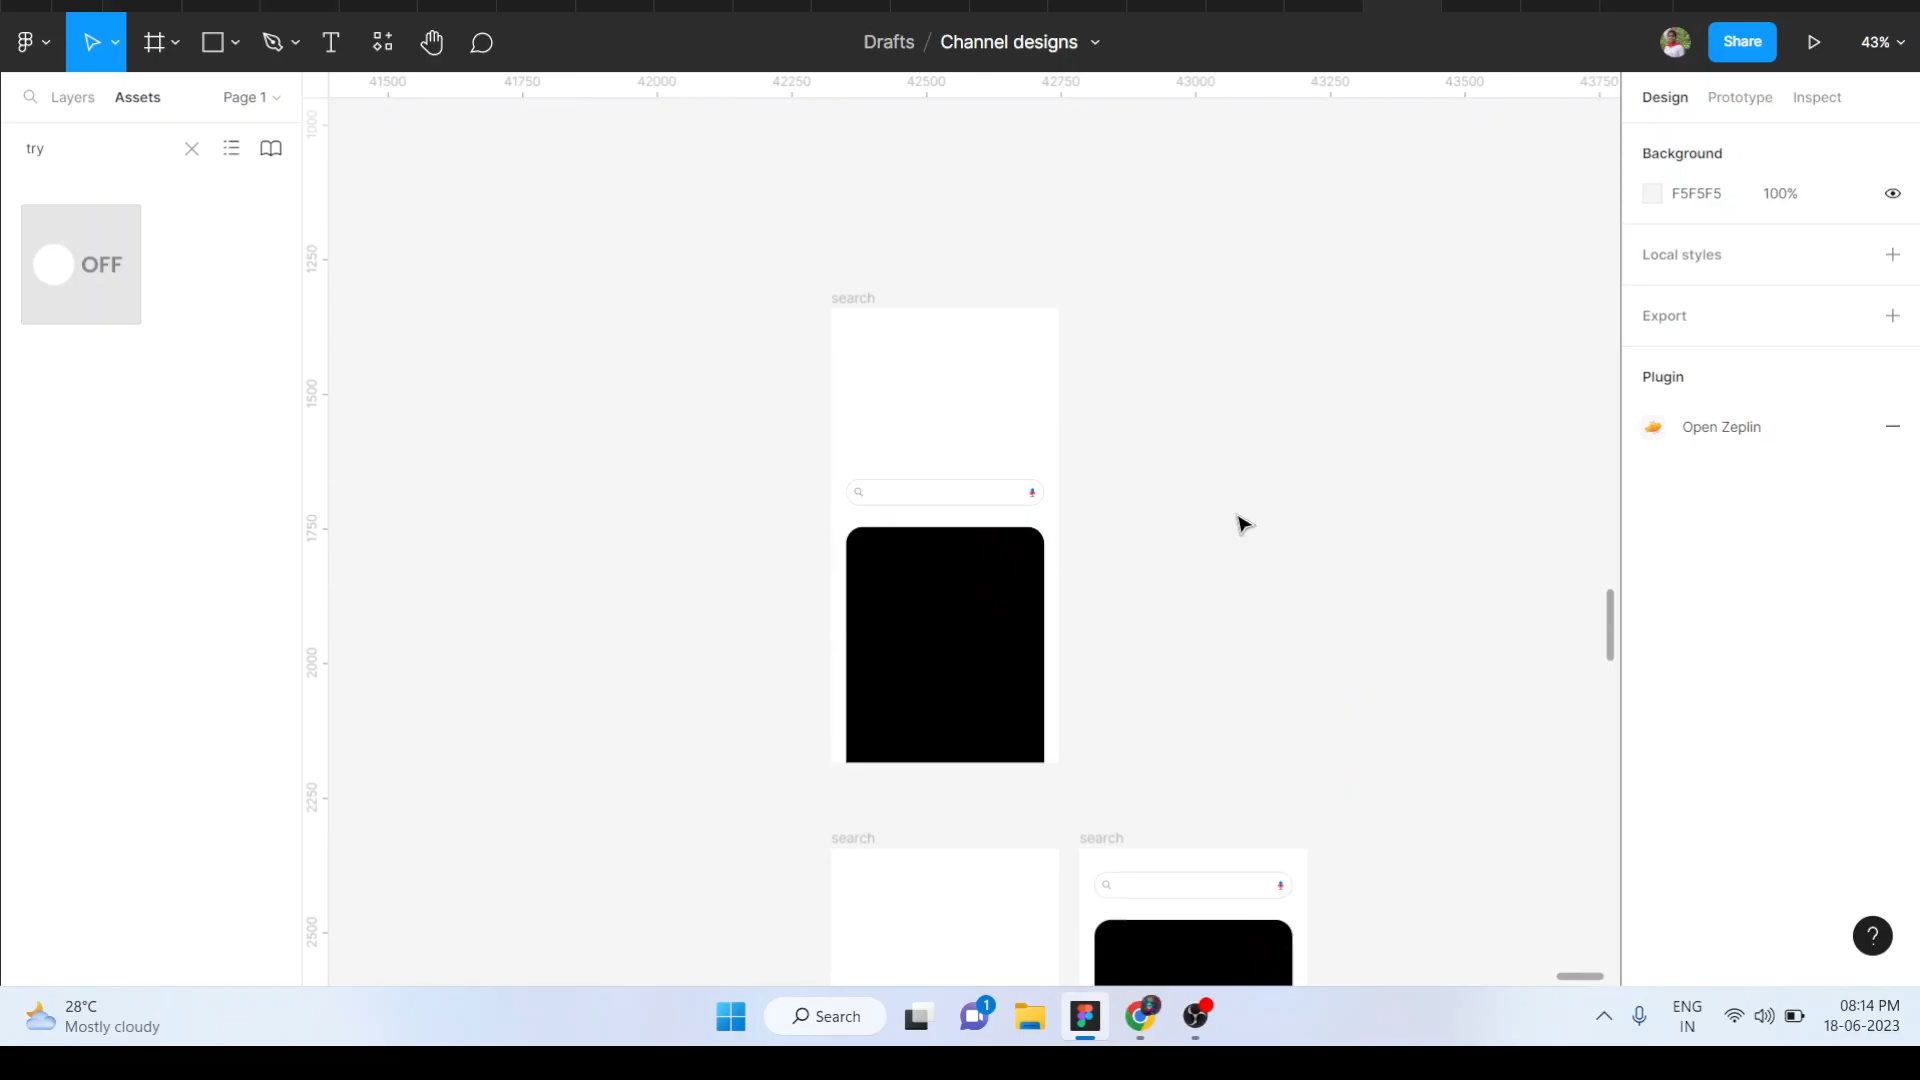 Drafts / Channel designs
Share
43%
Layers Assets Page 1
try
OFF
41500 41750 42000 42250 42500 42750 43000 43250 43500 43750
1000
1250
1500
1750
2000
2250
2500
search
search search
Design Prototype Inspect
Background
F5F5F5 100%
Local styles
Export
Plugin
Open Zeplin
?
28°C
Mostly cloudy
Search
1
ENG
IN
08:14 PM
18-06-2023